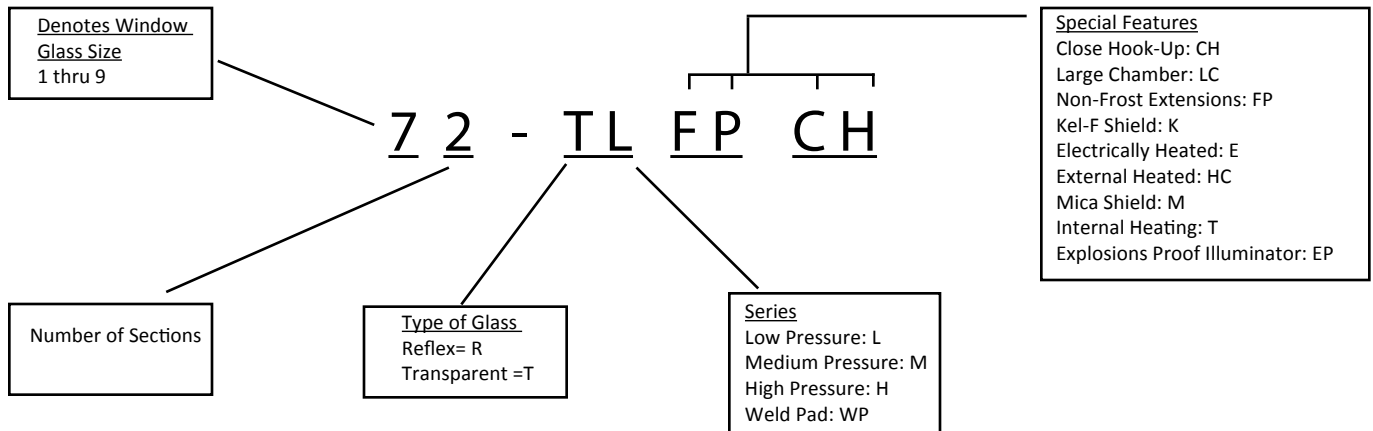 Denotes Window
Glass Size
1 thru 9
Special Features
Close Hook-Up: CH
Large Chamber: LC
Non-Frost Extensions: FP
Kel-F Shield: K
Electrically Heated: E
External Heated: HC
Mica Shield: M
Internal Heating: T
Explosions Proof Illuminator: EP
7 2 - T L F P C H
Number of Sections
Type of Glass
Reflex= R
Transparent =T
Series
Low Pressure: L
Medium Pressure: M
High Pressure: H
Weld Pad: WP